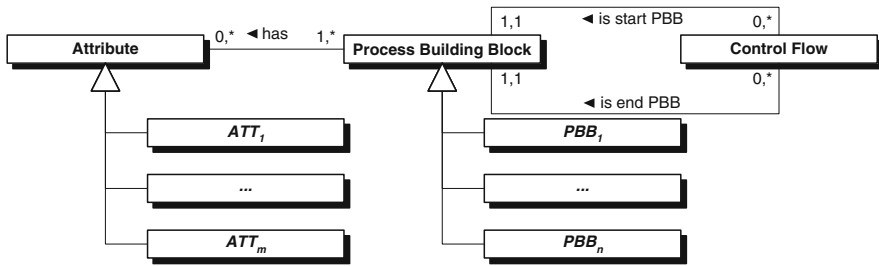 1,1 ◄ is start PBB 0,*
Attribute 0,* ◄ has 1,* Process Building Block Control Flow
1,1 0,*
◄ is end PBB
ATT1 PBB1
... ...
ATTm PBBn